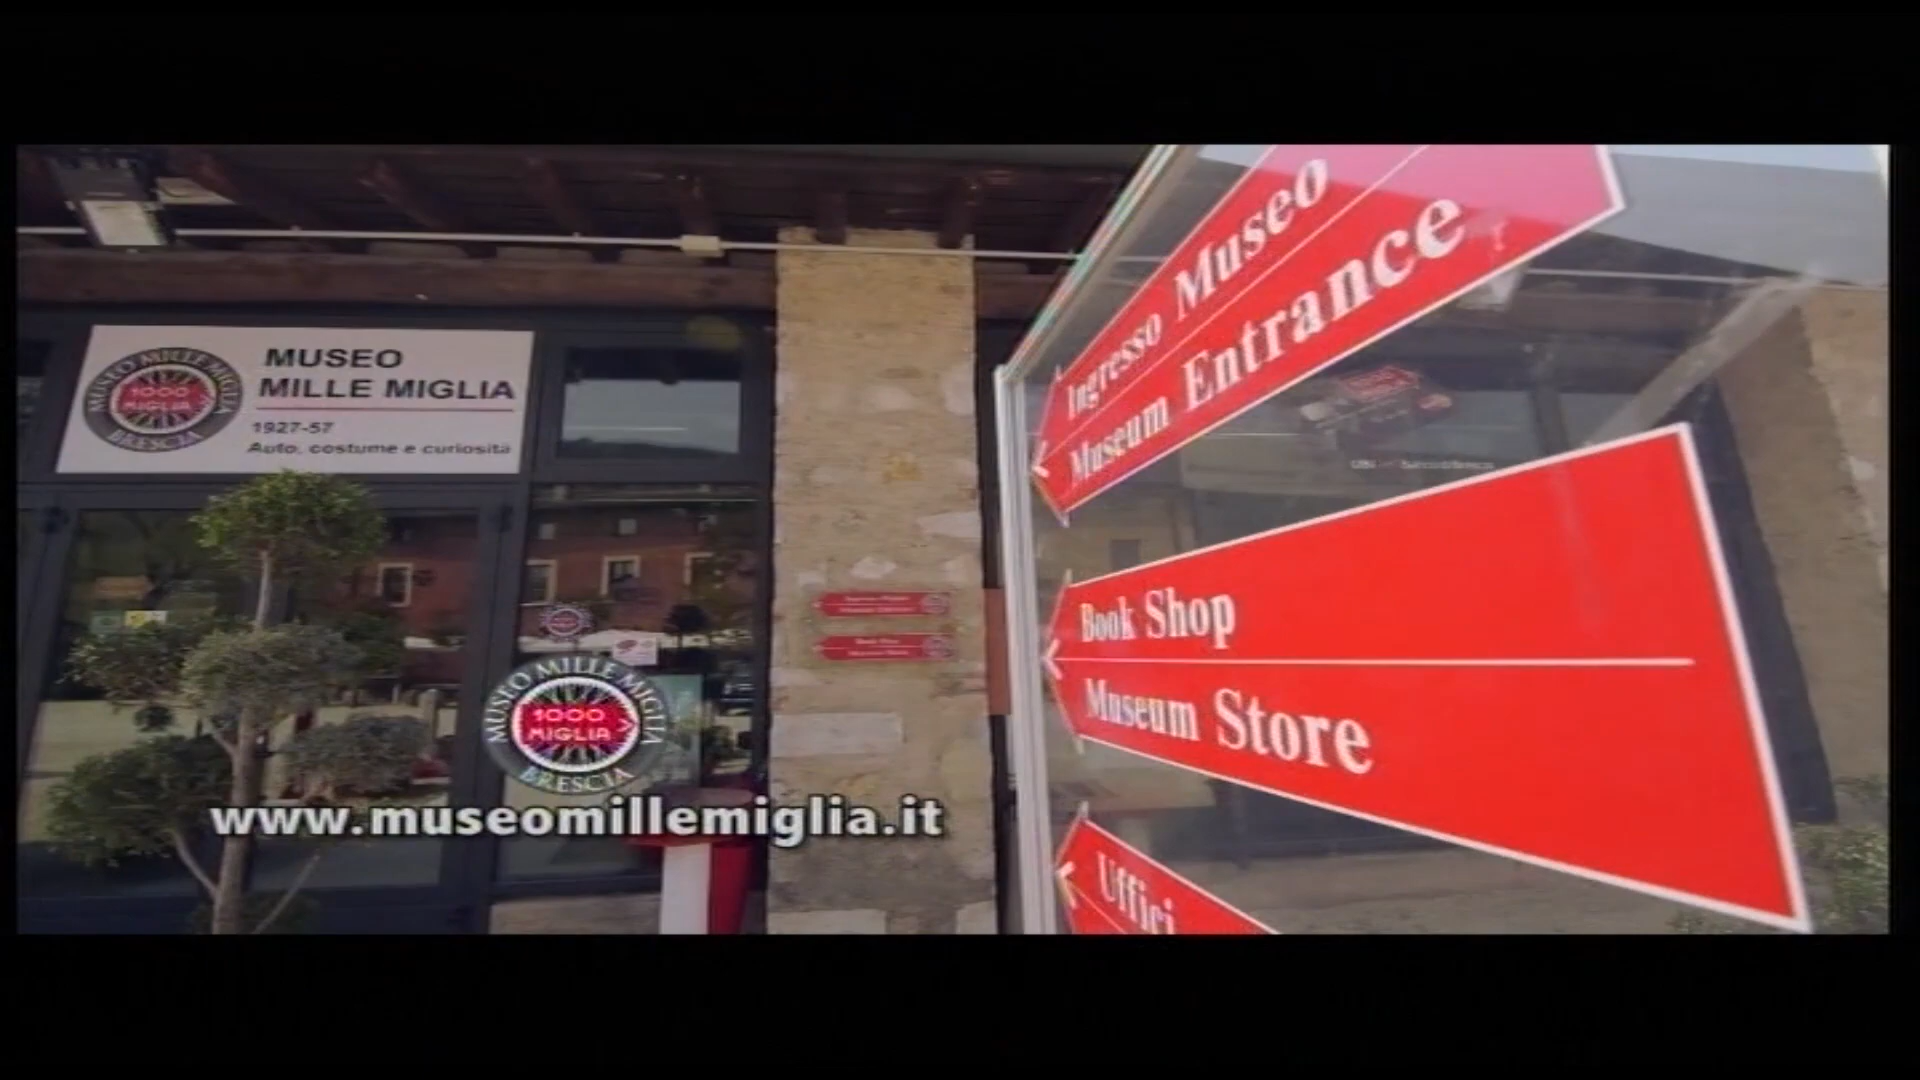 MUSEO MILLE MIGLIA
1000
MIGLIA
BRESCIA
MUSEO
MILLE MIGLIA
1927-57
Auto, costume e curiosità
Ingresso Museo
Museum Entrance
Book Shop
Museum Store
Uffici
MUSEO MILLE MIGLIA
1000
MIGLIA
BRESCIA
www.museomillemiglia.it